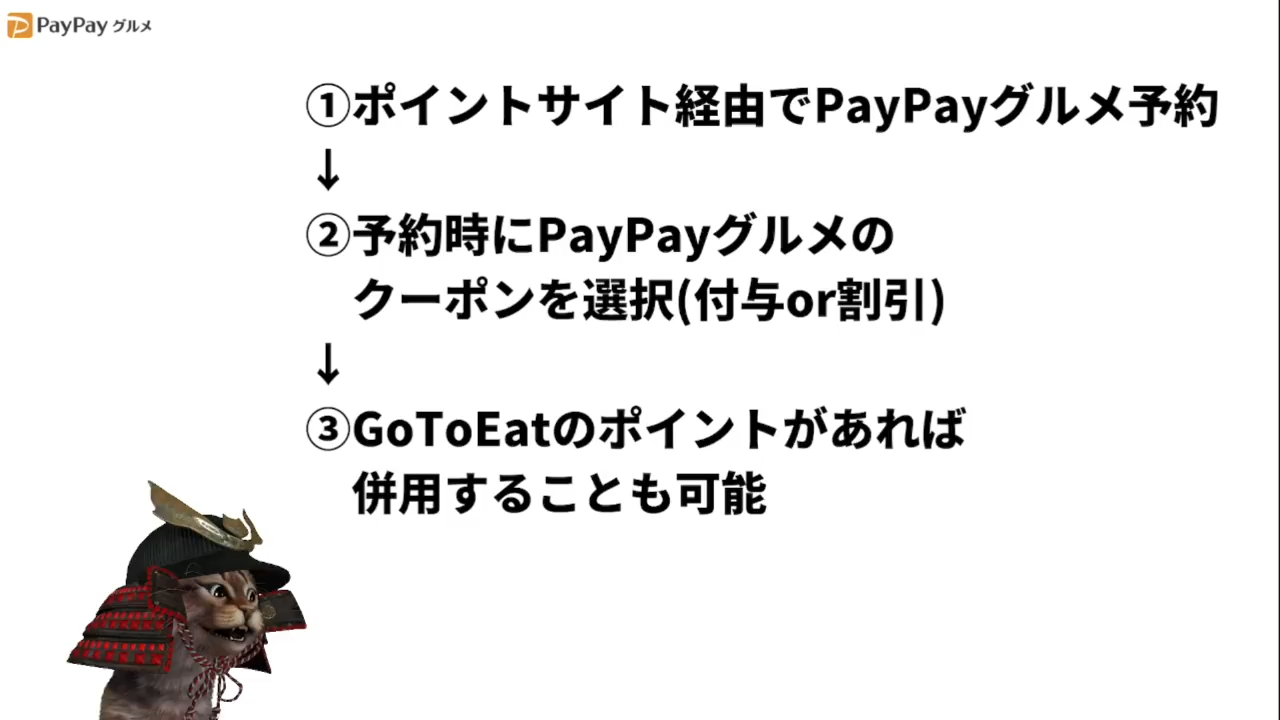 PayPay グルメ
①ポイントサイト経由でPayPayグルメ予約
↓
②予約時にPayPayグルメの
クーポンを選択(付与or割引)
↓
③GoToEatのポイントがあれば
併用することも可能